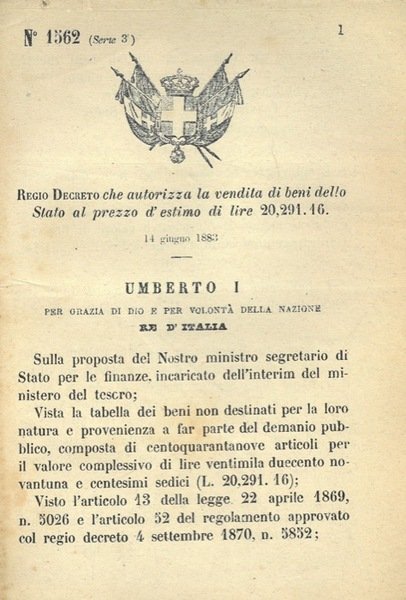 Nº 1562 (Serie 3ª)
1
REGIO DECRETO che autorizza la vendita di beni dello
Stato al prezzo d'estimo di lire 20,291.16.
14 giugno 1883
UMBERTO I
PER GRAZIA DI DIO E PER VOLONTÀ DELLA NAZIONE
RE D'ITALIA
Sulla proposta del Nostro ministro segretario di
Stato per le finanze, incaricato dell'interim del mi-
nistero del tesoro;
Vista la tabella dei beni non destinati per la loro
natura e provenienza a far parte del demanio pub-
blico, composta di centoquarantanove articoli per
il valore complessivo di lire ventimila duecento no-
vantuna e centesimi sedici (L. 20,291. 16);
Visto l'articolo 13 della legge 22 aprile 1869,
n. 5026 e l'articolo 52 del regolamento approvato
col regio decreto 4 settembre 1870, n. 5852;